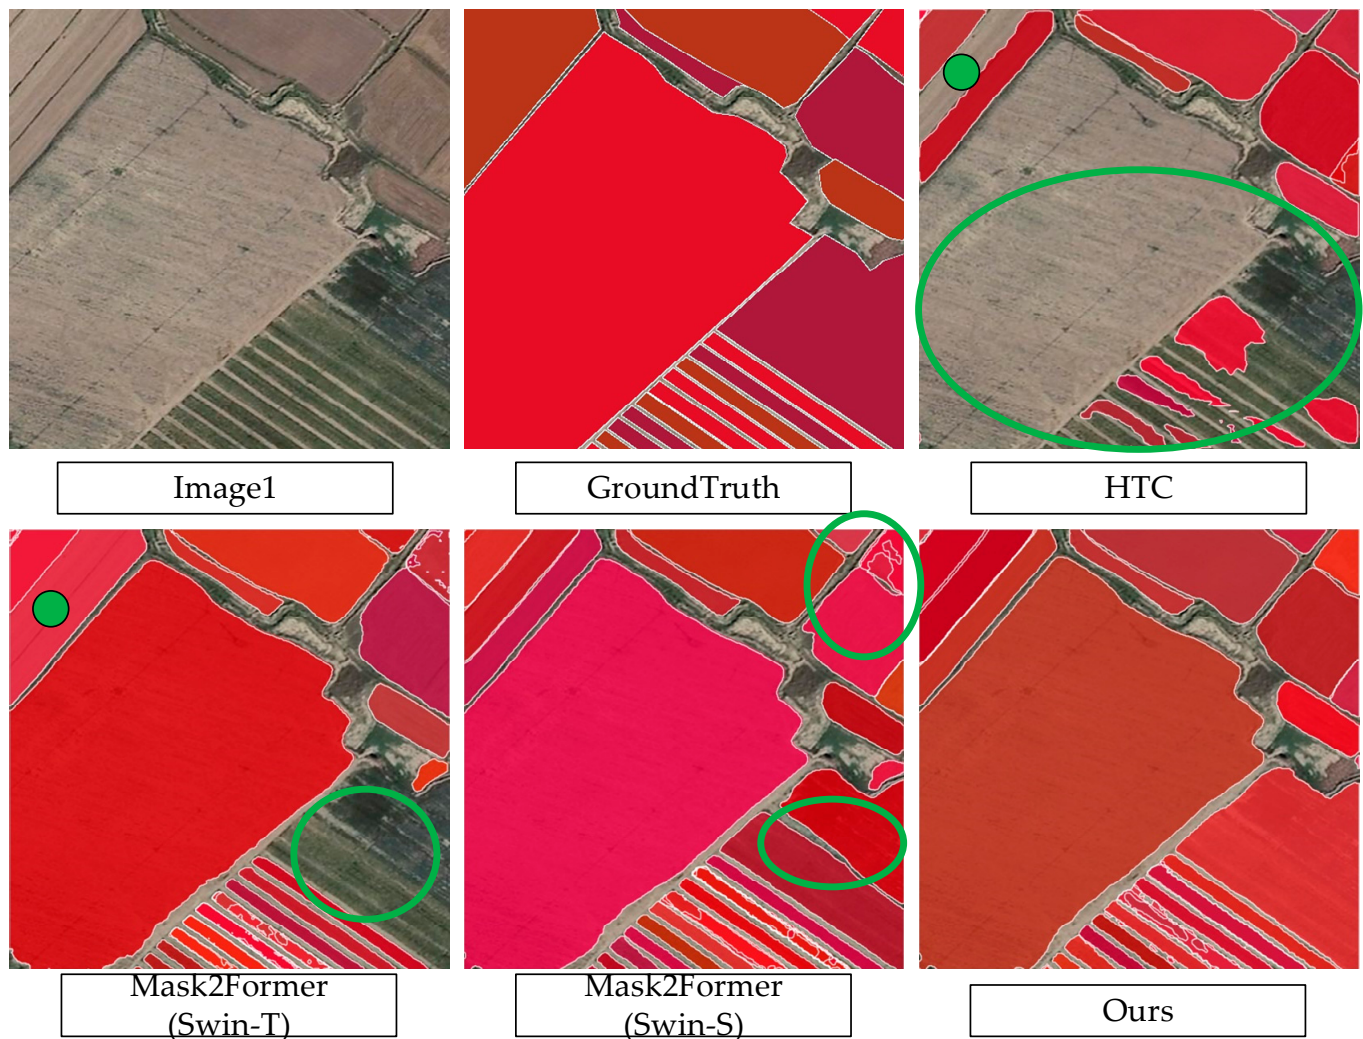 Image1
GroundTruth
HTC
Mask2Former
(Swin-T)
Mask2Former
(Swin-S)
Ours